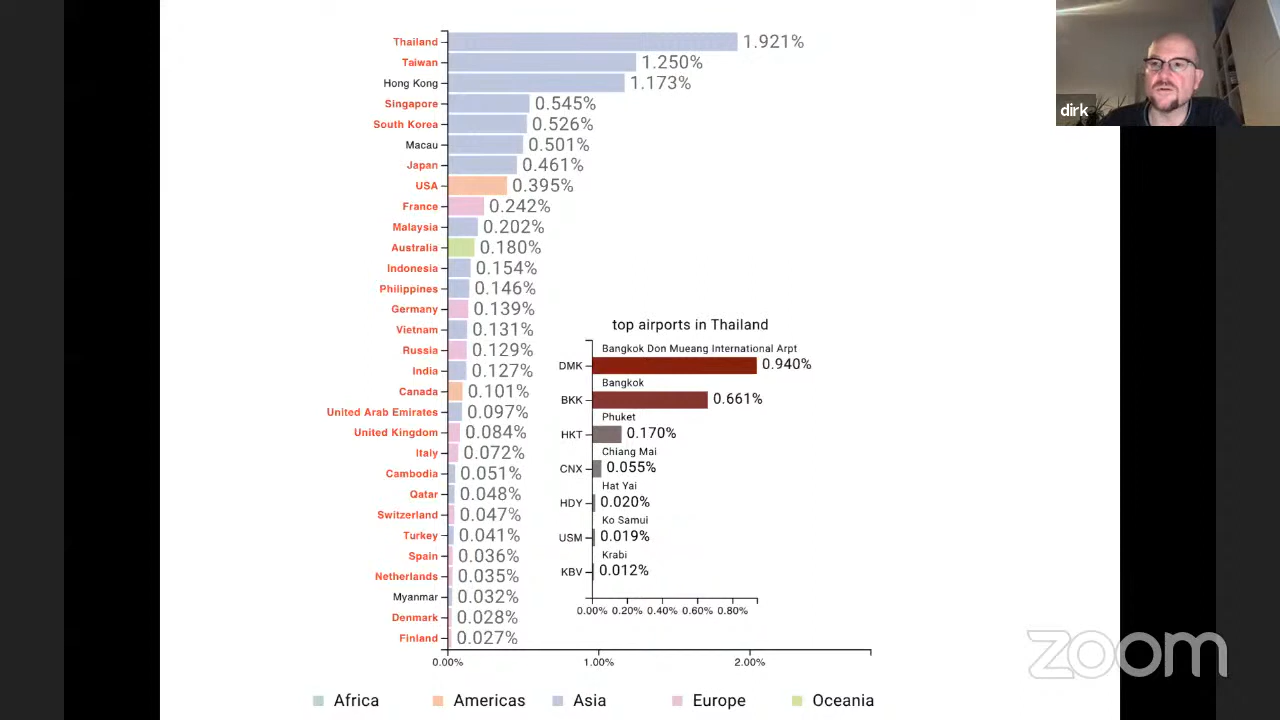 Thailand 1.921%
Taiwan 1.250%
Hong Kong 1.173%
Singapore 0.545%
South Korea 0.526%
Macau 0.501%
Japan 0.461%
USA 0.395%
France 0.242%
Malaysia 0.202%
Australia 0.180%
Indonesia 0.154%
Philippines 0.146%
Germany 0.139%
Vietnam 0.131%
Russia 0.129%
India 0.127%
Canada 0.101%
United Arab Emirates 0.097%
United Kingdom 0.084%
Italy 0.072%
Cambodia 0.051%
Qatar 0.048%
Switzerland 0.047%
Turkey 0.041%
Spain 0.036%
Netherlands 0.035%
Myanmar 0.032%
Denmark 0.028%
Finland 0.027%
0.00% 1.00% 2.00%
top airports in Thailand
Bangkok Don Mueang International Arpt
DMK 0.940%
Bangkok
BKK 0.661%
Phuket
HKT 0.170%
Chiang Mai
CNX 0.055%
Hat Yai
HDY 0.020%
Ko Samui
USM 0.019%
Krabi
KBV 0.012%
0.00% 0.20% 0.40% 0.60% 0.80%
Africa Americas Asia Europe Oceania
dirk
zoom